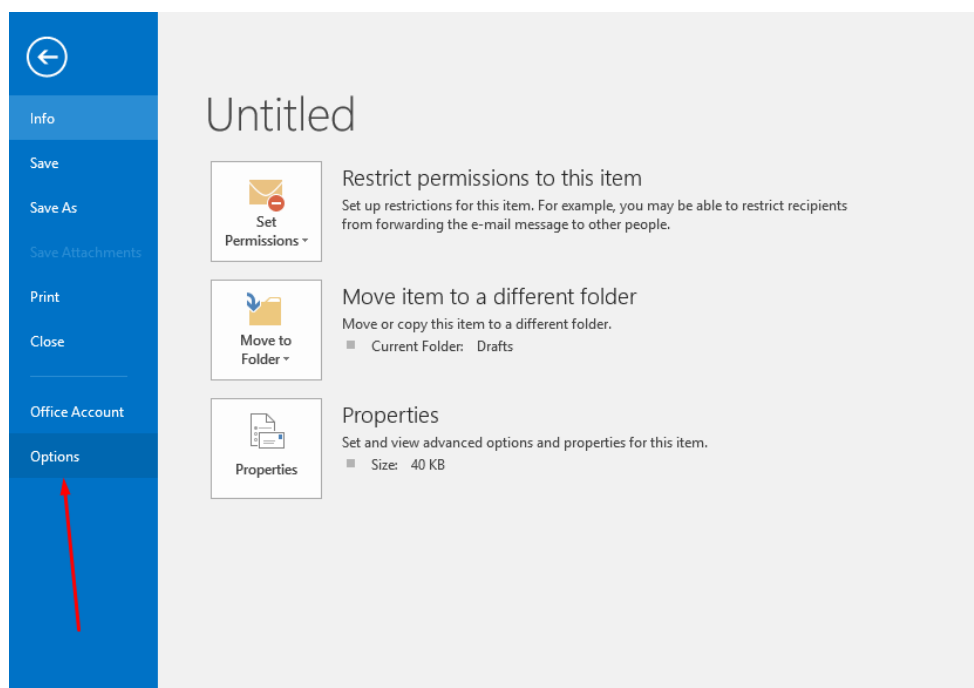 Info
Save
Save As
Save Attachments
Print
Close
Office Account
Options
Untitled
Set
Permissions
Restrict permissions to this item
Set up restrictions for this item. For example, you may be able to restrict recipients
from forwarding the e-mail message to other people.
Move to
Folder
Move item to a different folder
Move or copy this item to a different folder.
Current Folder: Drafts
Properties
Properties
Set and view advanced options and properties for this item.
Size: 40 KB